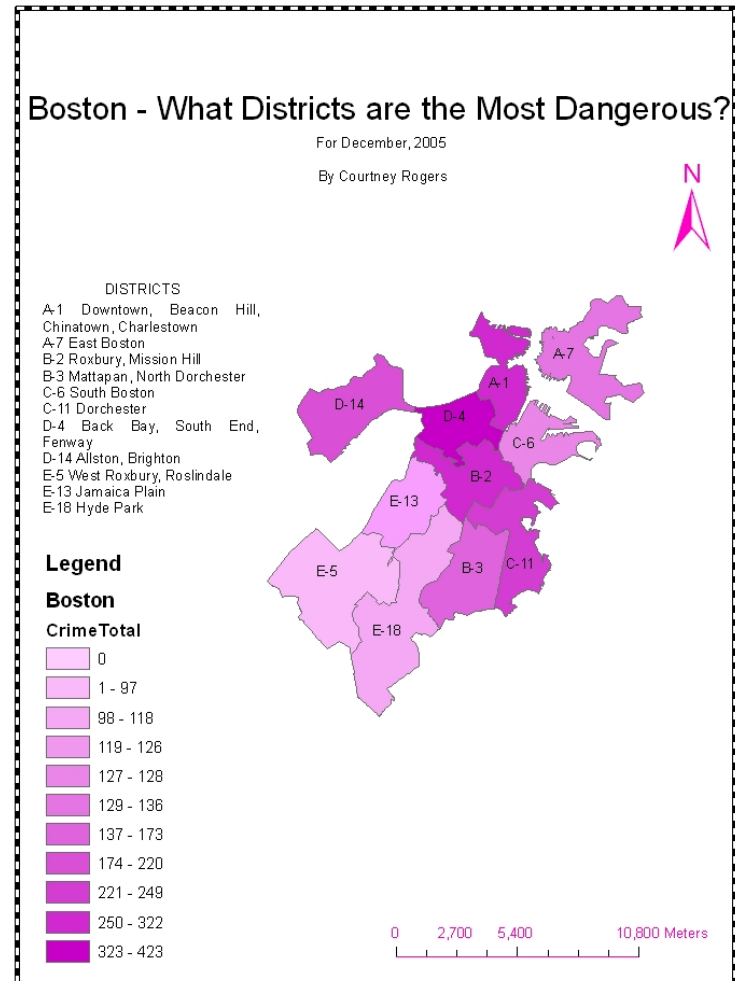 Boston - What Districts are the Most Dangerous?
For December, 2005
By Courtney Rogers
N
DISTRICTS
A-1 Downtown, Beacon Hill,
Chinatown, Charlestown
A-7 East Boston
B-2 Roxbury, Mission Hill
B-3 Mattapan, North Dorchester
C-6 South Boston
C-11 Dorchester
D-4 Back Bay, South End,
Fenway
D-14 Allston, Brighton
E-5 West Roxbury, Roslindale
E-13 Jamaica Plain
E-18 Hyde Park
A-7
A-1
D-14
D-4
C-6
B-2
E-13
E-5
B-3
C-11
E-18
Legend
Boston
CrimeTotal
0
1 - 97
98 - 118
119 - 126
127 - 128
129 - 136
137 - 173
174 - 220
221 - 249
250 - 322
323 - 423
0 2,700 5,400 10,800 Meters